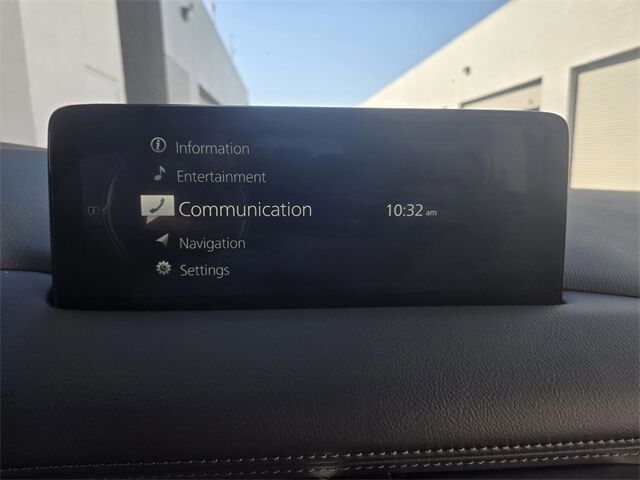 Information
Entertainment
Communication
10:32 am
Navigation
Settings